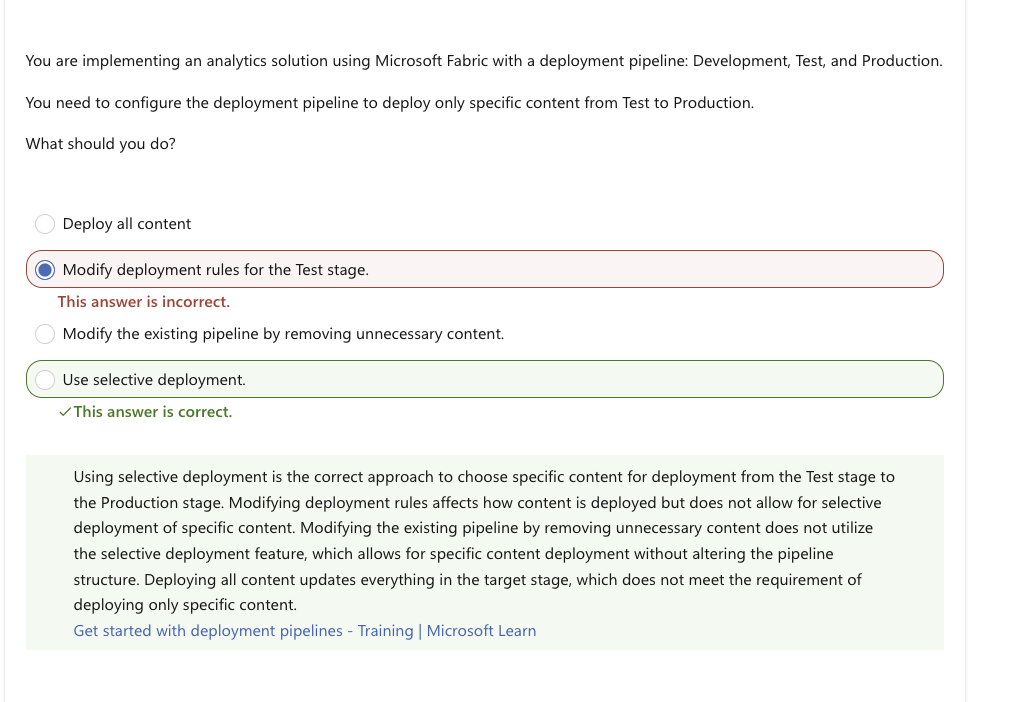 You are implementing an analytics solution using Microsoft Fabric with a deployment pipeline: Development, Test, and Production.
You need to configure the deployment pipeline to deploy only specific content from Test to Production.
What should you do?
Deploy all content
Modify deployment rules for the Test stage.
This answer is incorrect.
Modify the existing pipeline by removing unnecessary content.
Use selective deployment.
✓This answer is correct.
Using selective deployment is the correct approach to choose specific content for deployment from the Test stage to
the Production stage. Modifying deployment rules affects how content is deployed but does not allow for selective
deployment of specific content. Modifying the existing pipeline by removing unnecessary content does not utilize
the selective deployment feature, which allows for specific content deployment without altering the pipeline
structure. Deploying all content updates everything in the target stage, which does not meet the requirement of
deploying only specific content.
Get started with deployment pipelines - Training | Microsoft Learn